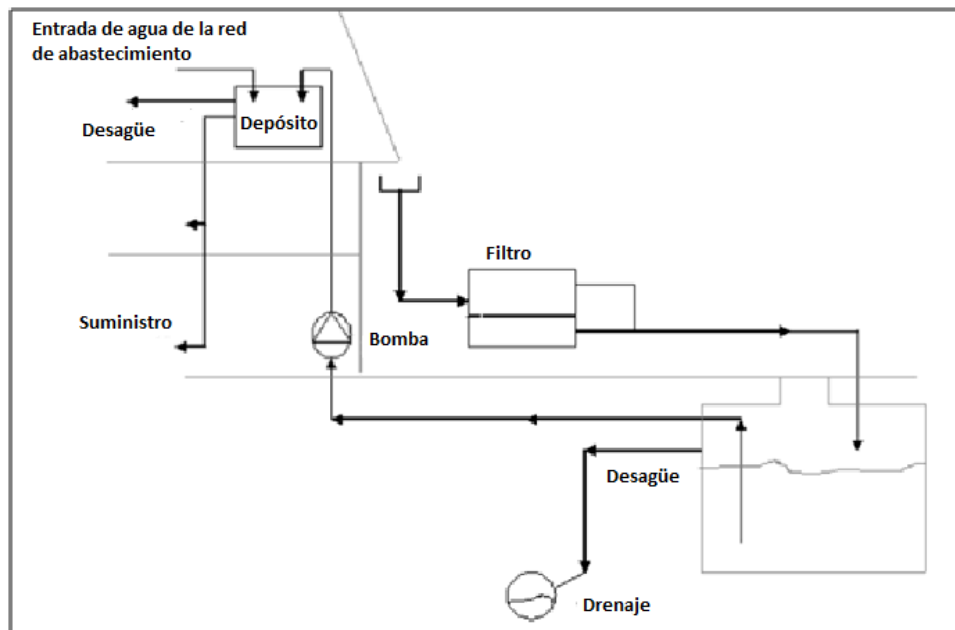 Entrada de agua de la red
de abastecimiento
Depósito
Desagüe
Filtro
Suministro
Bomba
Desagüe
Drenaje